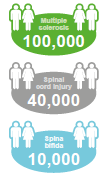 Multiple
sclerosis
100,000
Spinal
cord injury
40,000
Spina
bifida
10,000